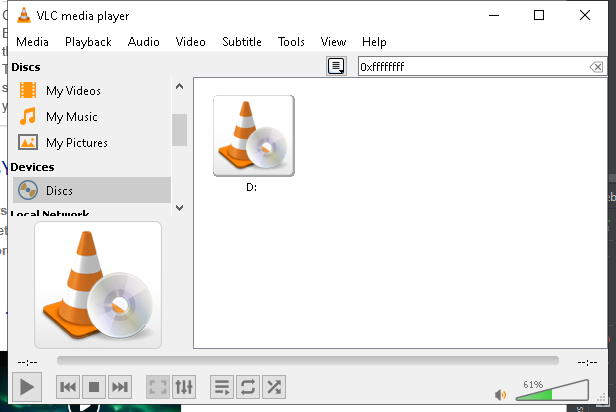 VLC media player
Media Playback Audio Video Subtitle Tools View Help
Discs
0xffffffff
My Videos
My Music
My Pictures
Devices
Discs
Local Network
D:
--:--
--:--
61%